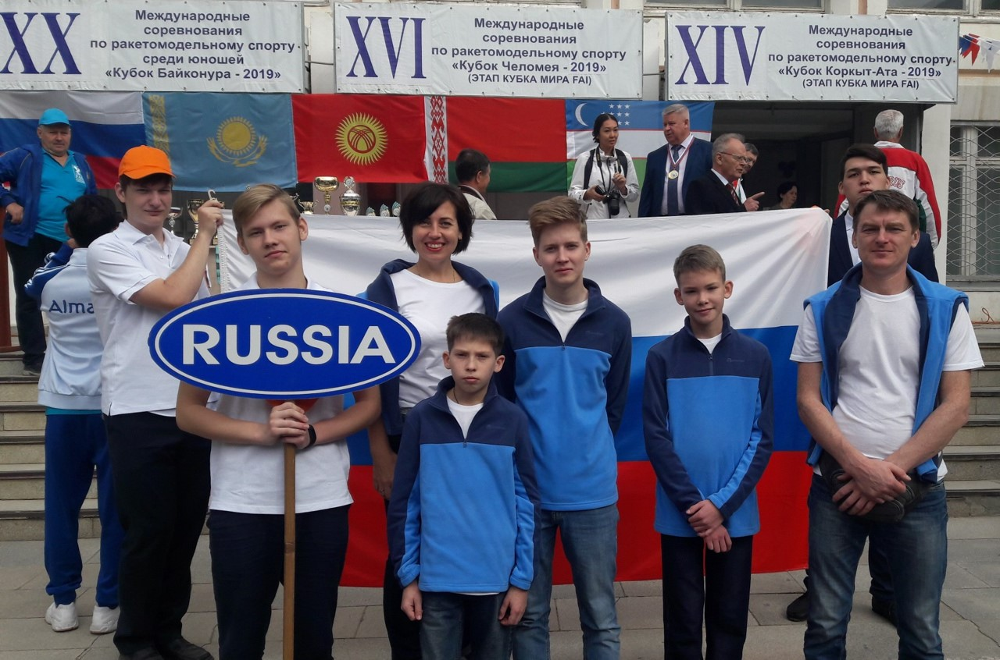 XX
Международные
соревнования
по ракетомодельному спорту
среди юношей
«Кубок Байконура - 2019»
XVI
Международные
соревнования
по ракетомодельному спорту
«Кубок Челомея - 2019»
(ЭТАП КУБКА МИРА FAI)
XIV
Международные
соревнования
по ракетомодельному спорту
«Кубок Коркыт-Ата - 2019»
(ЭТАП КУБКА МИРА FAI)
Alma
RUSSIA